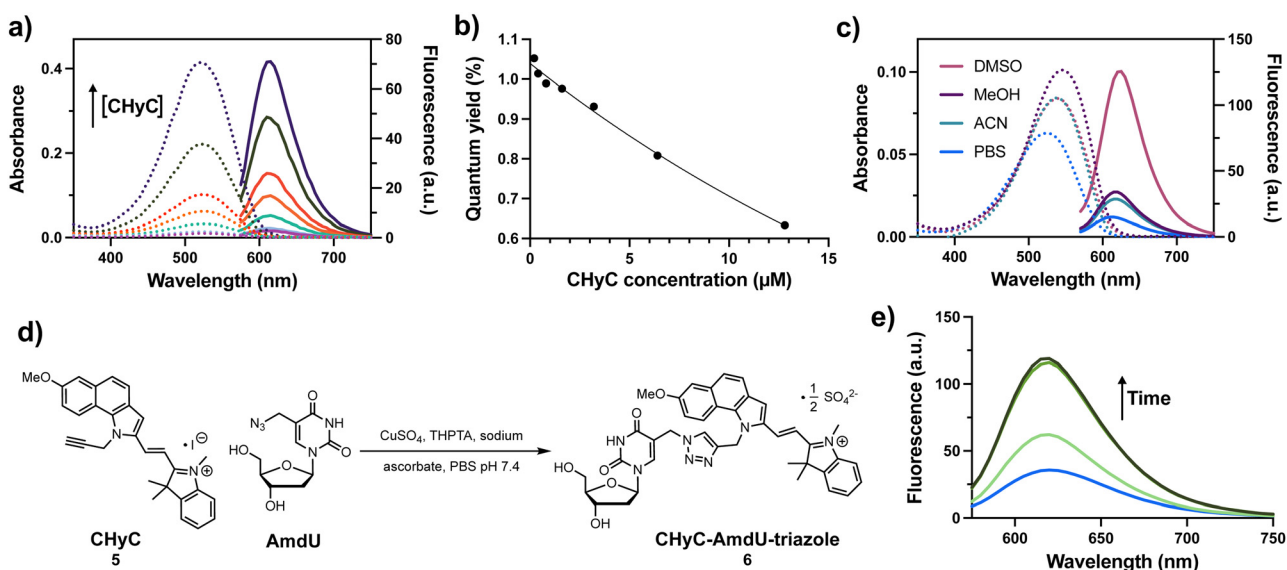 a)
Absorbance
0.4
0.2
0.0
[CHyC]
80
60
40
20
0
Fluorescence (a.u.)
400 500 600 700
Wavelength (nm)
b)
Quantum yield (%)
1.1
1.0
0.9
0.8
0.7
0.6
0 5 10 15
CHyC concentration (µM)
c)
Absorbance
0.10
0.05
0.00
DMSO
MeOH
ACN
PBS
150
100
50
0
Fluorescence (a.u.)
400 500 600 700
Wavelength (nm)
d)
MeO
N
N
⊕
• I⊖
CHyC
5
N3
O
NH
N
O
HO
O
OH
AmdU
CuSO4, THPTA, sodium
ascorbate, PBS pH 7.4
MeO
• 1/2 SO4 2-
O
HN
O
N
N
N=N
N
N
⊕
HO
O
OH
CHyC-AmdU-triazole
6
e)
Fluorescence (a.u.)
150
100
50
0
Time
600 650 700 750
Wavelength (nm)